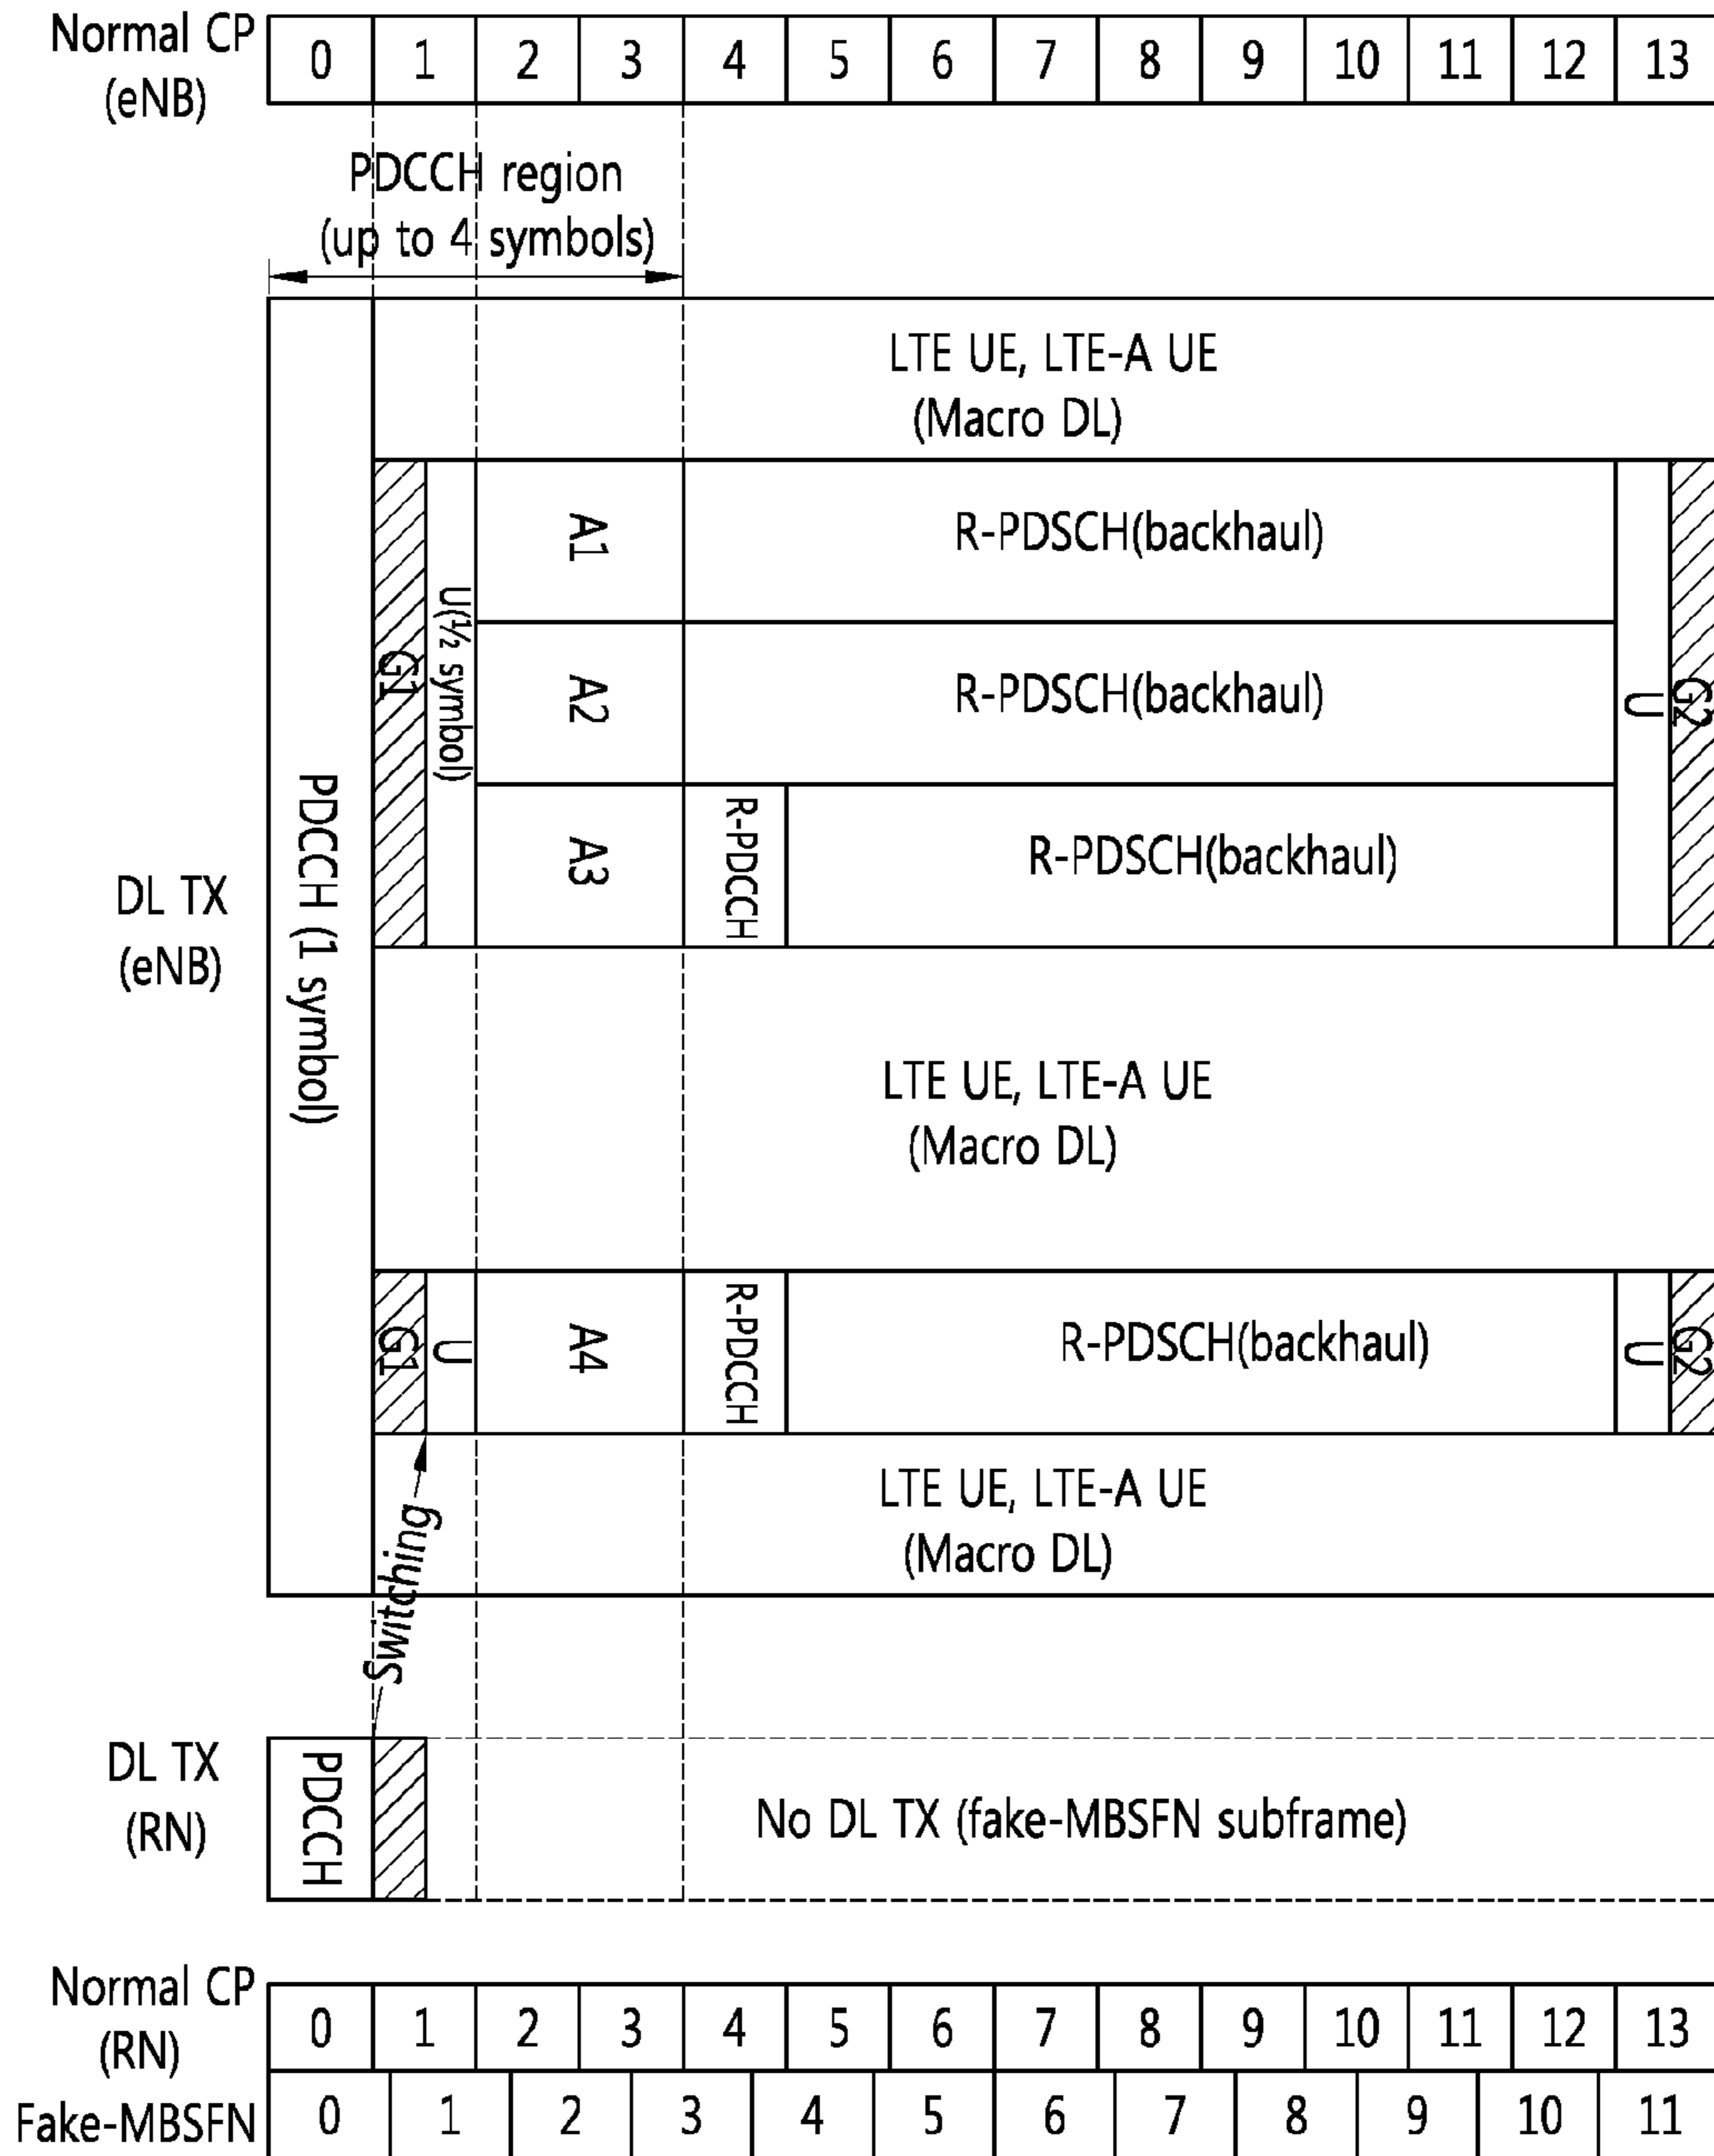 Normal CP
(eNB)
0 1 2 3 4 5 6 7 8 9 10 11 12 13
PDCCH region
(up to 4 symbols)
DL TX
(eNB)
PDCCH (1 symbol)
LTE UE, LTE-A UE
(Macro DL)
G1
U(½ symbol)
A1
R-PDSCH(backhaul)
A2
R-PDSCH(backhaul)
A3
R-PDCCH
R-PDSCH(backhaul)
U
G2
LTE UE, LTE-A UE
(Macro DL)
G1
U
A4
R-PDCCH
R-PDSCH(backhaul)
U
G2
LTE UE, LTE-A UE
(Macro DL)
Switching
DL TX
(RN)
PDCCH
No DL TX (fake-MBSFN subframe)
Normal CP
(RN)
0 1 2 3 4 5 6 7 8 9 10 11 12 13
Fake-MBSFN
0 1 2 3 4 5 6 7 8 9 10 11